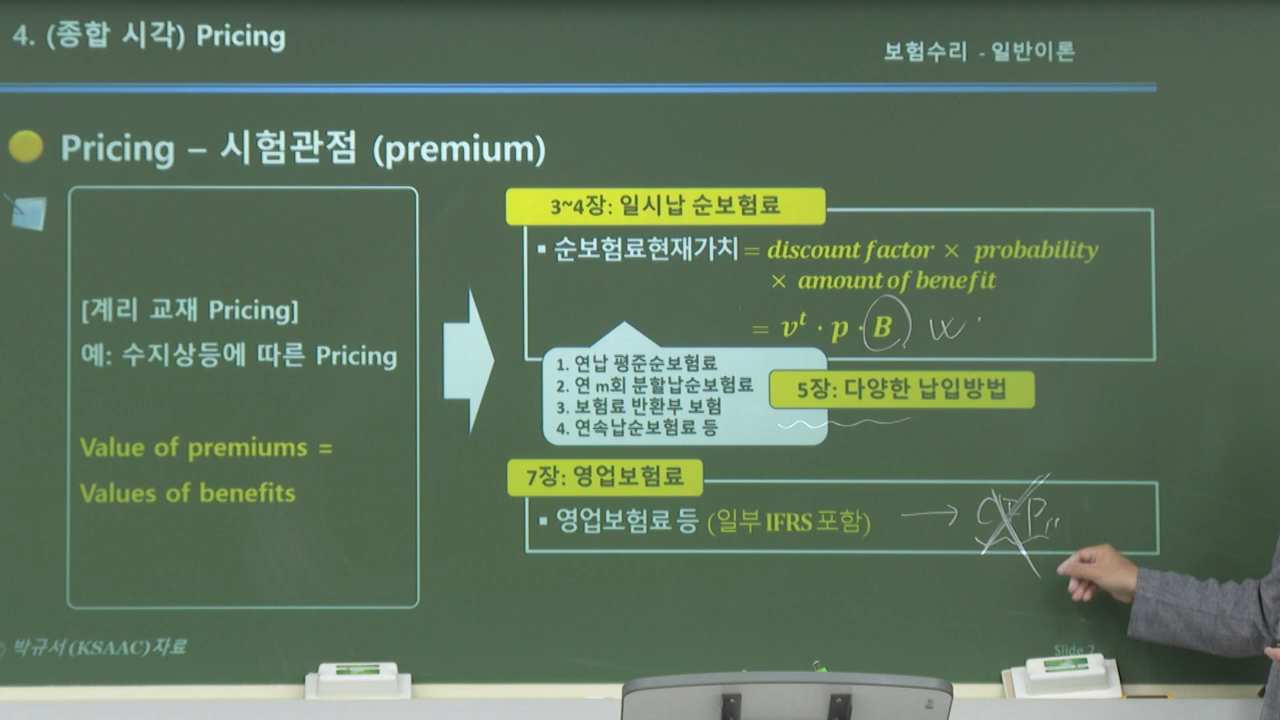 4. (종합 시각) Pricing
보험수리 - 일반이론
Pricing – 시험관점 (premium)
[계리 교재 Pricing]
예: 수지상등에 따른 Pricing
Value of premiums =
Values of benefits
3~4장: 일시납 순보험료
▪ 순보험료현재가치 = discount factor × probability
× amount of benefit
= v^t · p · B w
1. 연납 평준순보험료
2. 연 m회 분할납순보험료
3. 보험료 반환부 보험
4. 연속납순보험료 등
5장: 다양한 납입방법
7장: 영업보험료
▪ 영업보험료 등 (일부 IFRS 포함) →
박규서(KSAAC)자료
Slide 7